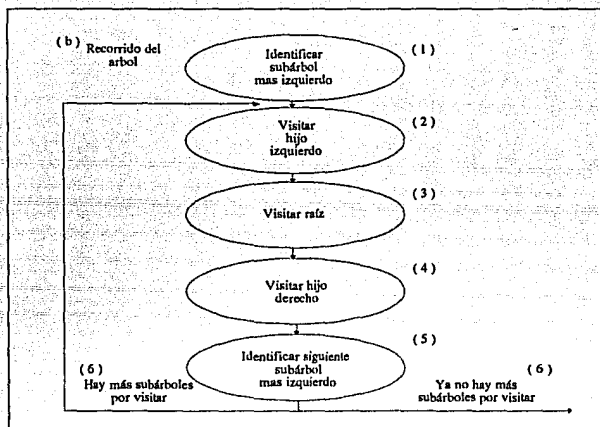 (b) Recorrido del
arbol
Identificar
subárbol
mas izquierdo
(1)
Visitar
hijo
izquierdo
(2)
Visitar raíz
(3)
Visitar hijo
derecho
(4)
Identificar siguiente
subárbol
mas izquierdo
(5)
(6)
Hay más subárboles
por visitar
(6)
Ya no hay más
subárboles por visitar